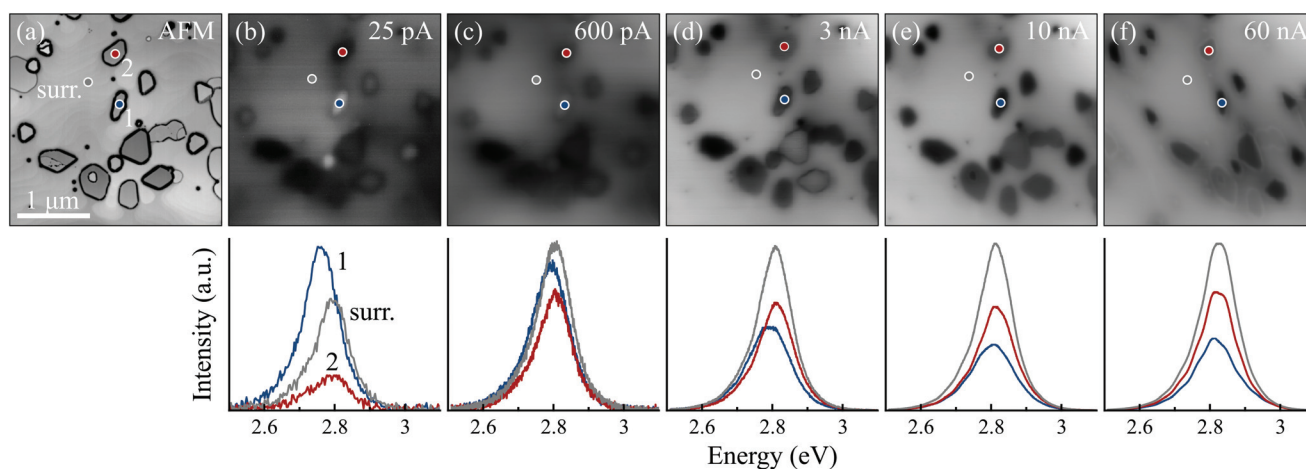 (a) AFM
2
surr.
1
1 μm
(b) 25 pA
(c) 600 pA
(d) 3 nA
(e) 10 nA
(f) 60 nA
Intensity (a.u.)
1
surr.
2
2.6 2.8 3
2.6 2.8 3
2.6 2.8 3
2.6 2.8 3
2.6 2.8 3
Energy (eV)